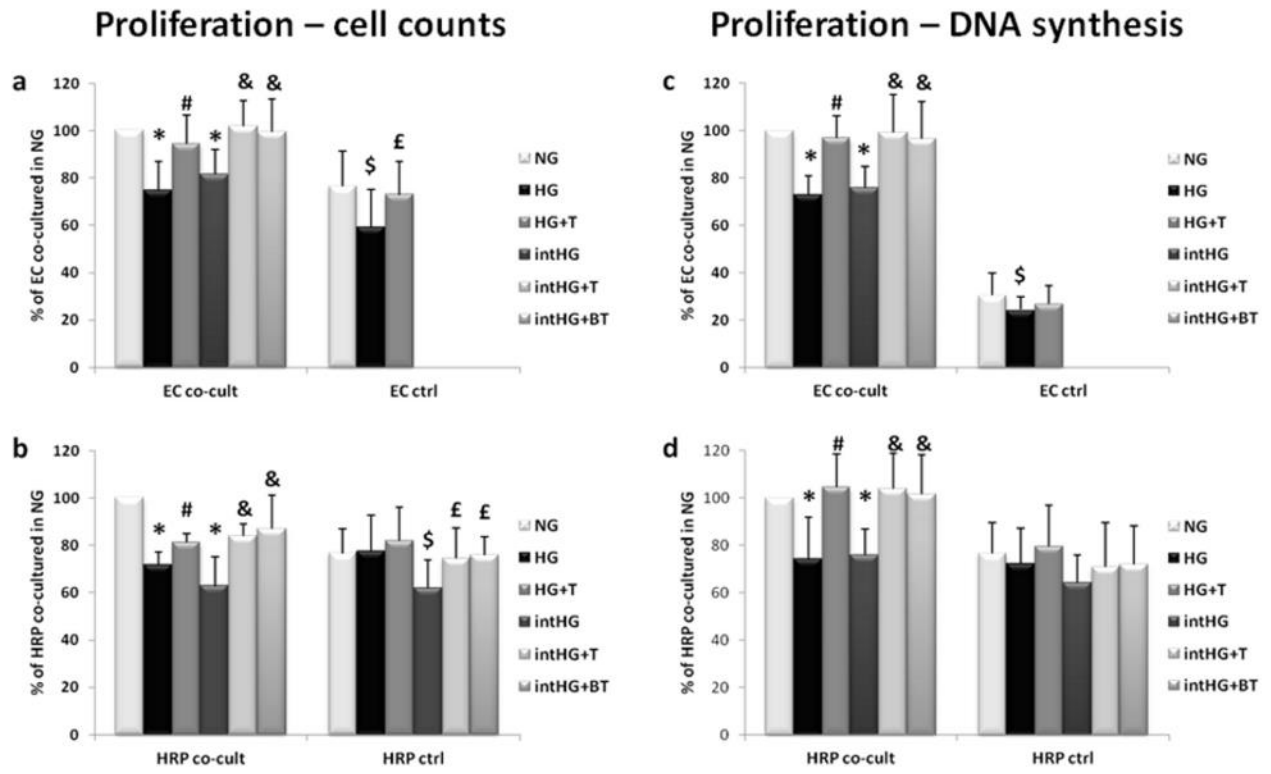 Proliferation – cell counts
Proliferation – DNA synthesis
a
% of EC co-cultured in NG
120
100
80
60
40
20
0
* # * & &
$ £
EC co-cult
EC ctrl
NG
HG
HG+T
intHG
intHG+T
intHG+BT
c
% of EC co-cultured in NG
120
100
80
60
40
20
0
* # * & &
$
EC co-cult
EC ctrl
NG
HG
HG+T
intHG
intHG+T
intHG+BT
b
% of HRP co-cultured in NG
120
100
80
60
40
20
0
* # * & &
$ £ £
HRP co-cult
HRP ctrl
NG
HG
HG+T
intHG
intHG+T
intHG+BT
d
% of HRP co-cultured in NG
120
100
80
60
40
20
0
* # * & &
HRP co-cult
HRP ctrl
NG
HG
HG+T
intHG
intHG+T
intHG+BT